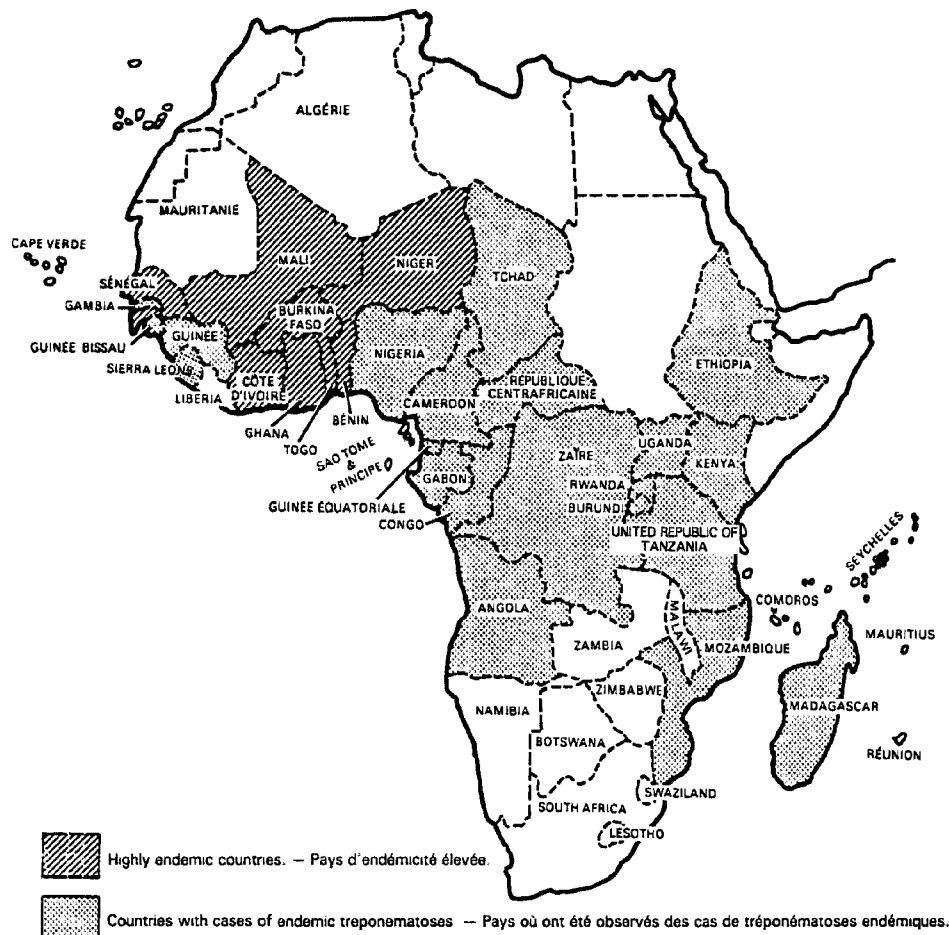 ALGÉRIE
MAURITANIE
CAPE VERDE
MALI
NIGER
TCHAD
SÉNÉGAL
GAMBIA
BURKINA
FASO
GUINÉE
GUINÉE BISSAU
NIGERIA
ETHIOPIA
SIERRA LEONE
CÔTE
D'IVOIRE
RÉPUBLIQUE
CENTRAFRICAINE
LIBERIA
CAMEROON
BÉNIN
GHANA
TOGO
SAO TOME
&
PRINCIPE
UGANDA
ZAÏRE
KENYA
GABON
RWANDA
GUINÉE ÉQUATORIALE
BURUNDI
CONGO
UNITED REPUBLIC OF
TANZANIA
SEYCHELLES
ANGOLA
COMOROS
MALAWI
MAURITIUS
ZAMBIA
MOZAMBIQUE
ZIMBABWE
NAMIBIA
MADAGASCAR
BOTSWANA
RÉUNION
SWAZILAND
SOUTH AFRICA
LESOTHO
Highly endemic countries. — Pays d'endémicité élevée.
Countries with cases of endemic treponematoses — Pays où ont été observés des cas de tréponématoses endémiques.